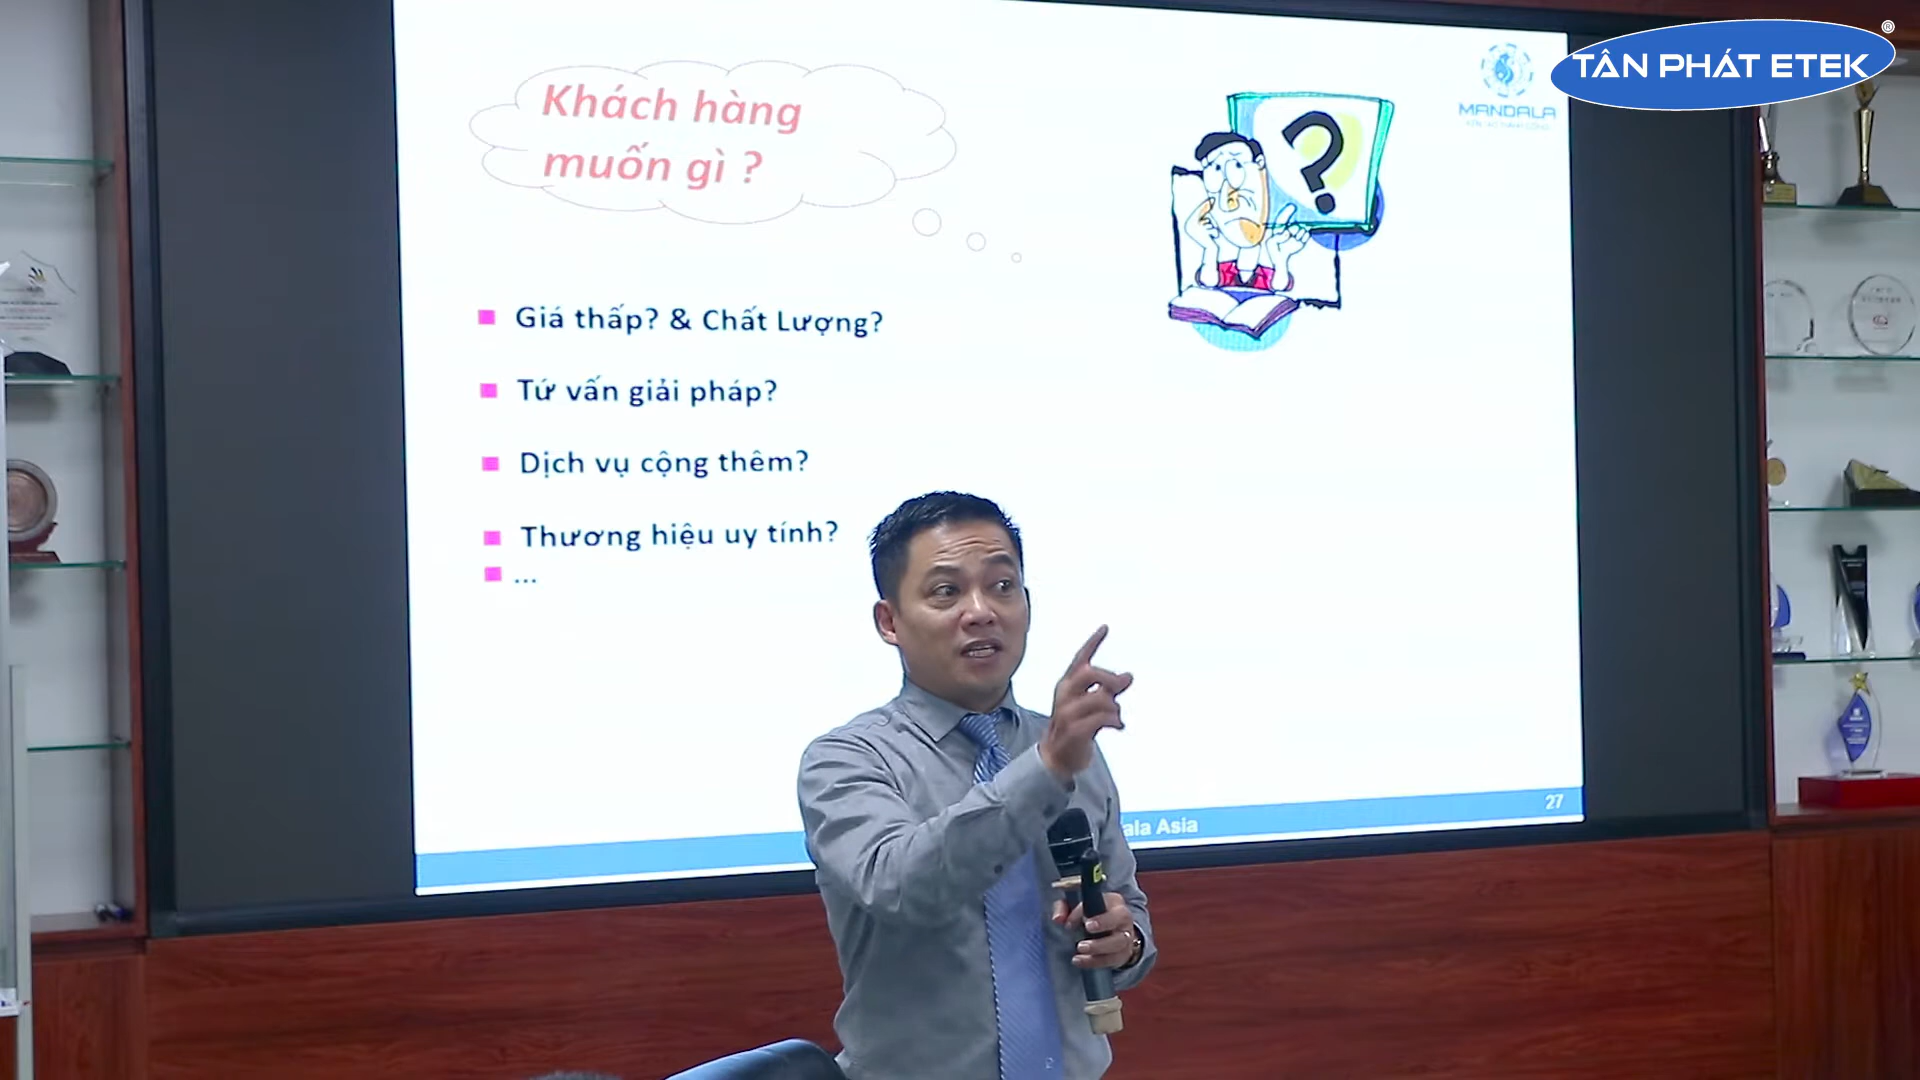 TÂN PHÁT ETEK
®
MANDALA
Khách hàng
muốn gì ?
?
Giá thấp? & Chất Lượng?
Tứ vấn giải pháp?
Dịch vụ cộng thêm?
Thương hiệu uy tính?
...
ala Asia
27